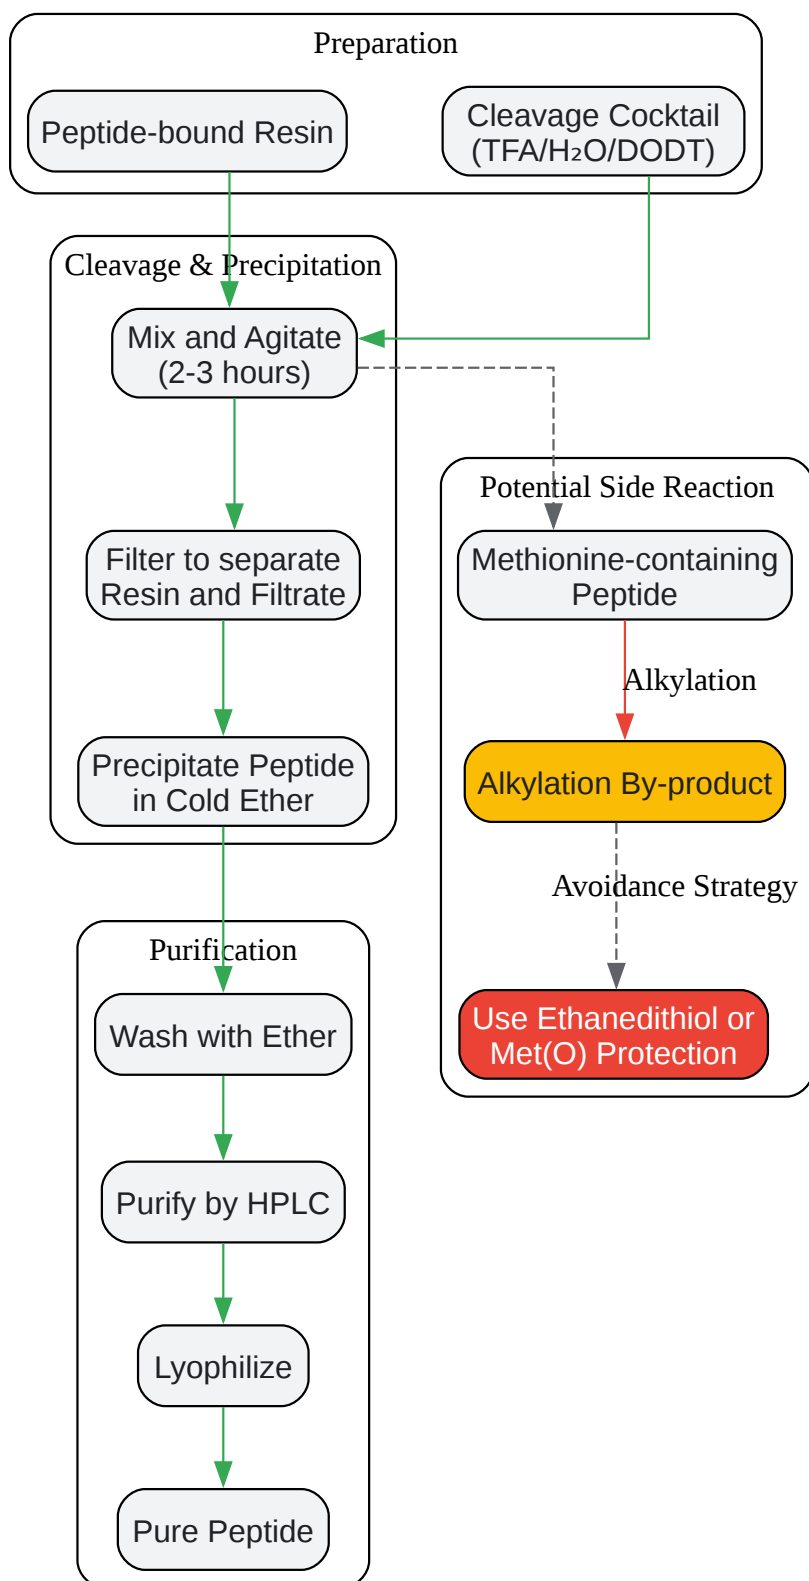 Preparation
Peptide-bound Resin
Cleavage Cocktail
(TFA/H₂O/DODT)
Cleavage & Precipitation
Mix and Agitate
(2-3 hours)
Filter to separate
Resin and Filtrate
Precipitate Peptide
in Cold Ether
Potential Side Reaction
Methionine-containing
Peptide
Alkylation
Alkylation By-product
Avoidance Strategy
Use Ethanedithiol or
Met(O) Protection
Purification
Wash with Ether
Purify by HPLC
Lyophilize
Pure Peptide